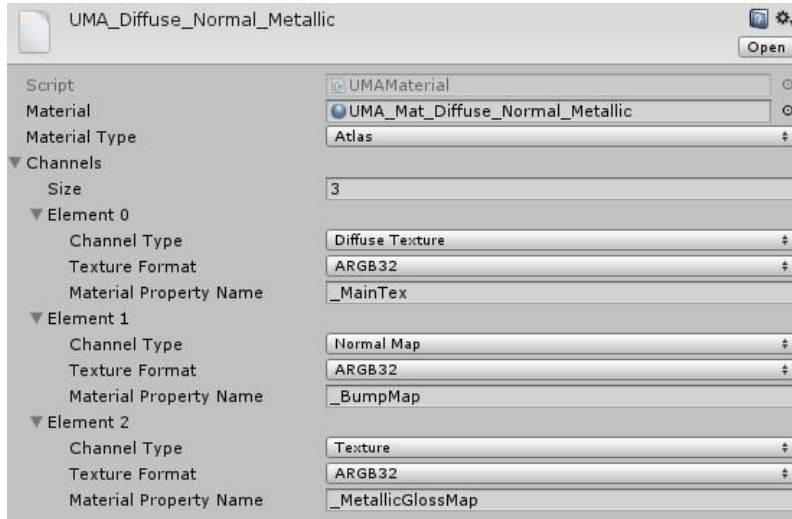 UMA_Diffuse_Normal_Metallic
Open
Script UMAMaterial
Material UMA_Mat_Diffuse_Normal_Metallic
Material Type Atlas
Channels
Size 3
Element 0
Channel Type Diffuse Texture
Texture Format ARGB32
Material Property Name _MainTex
Element 1
Channel Type Normal Map
Texture Format ARGB32
Material Property Name _BumpMap
Element 2
Channel Type Texture
Texture Format ARGB32
Material Property Name _MetallicGlossMap